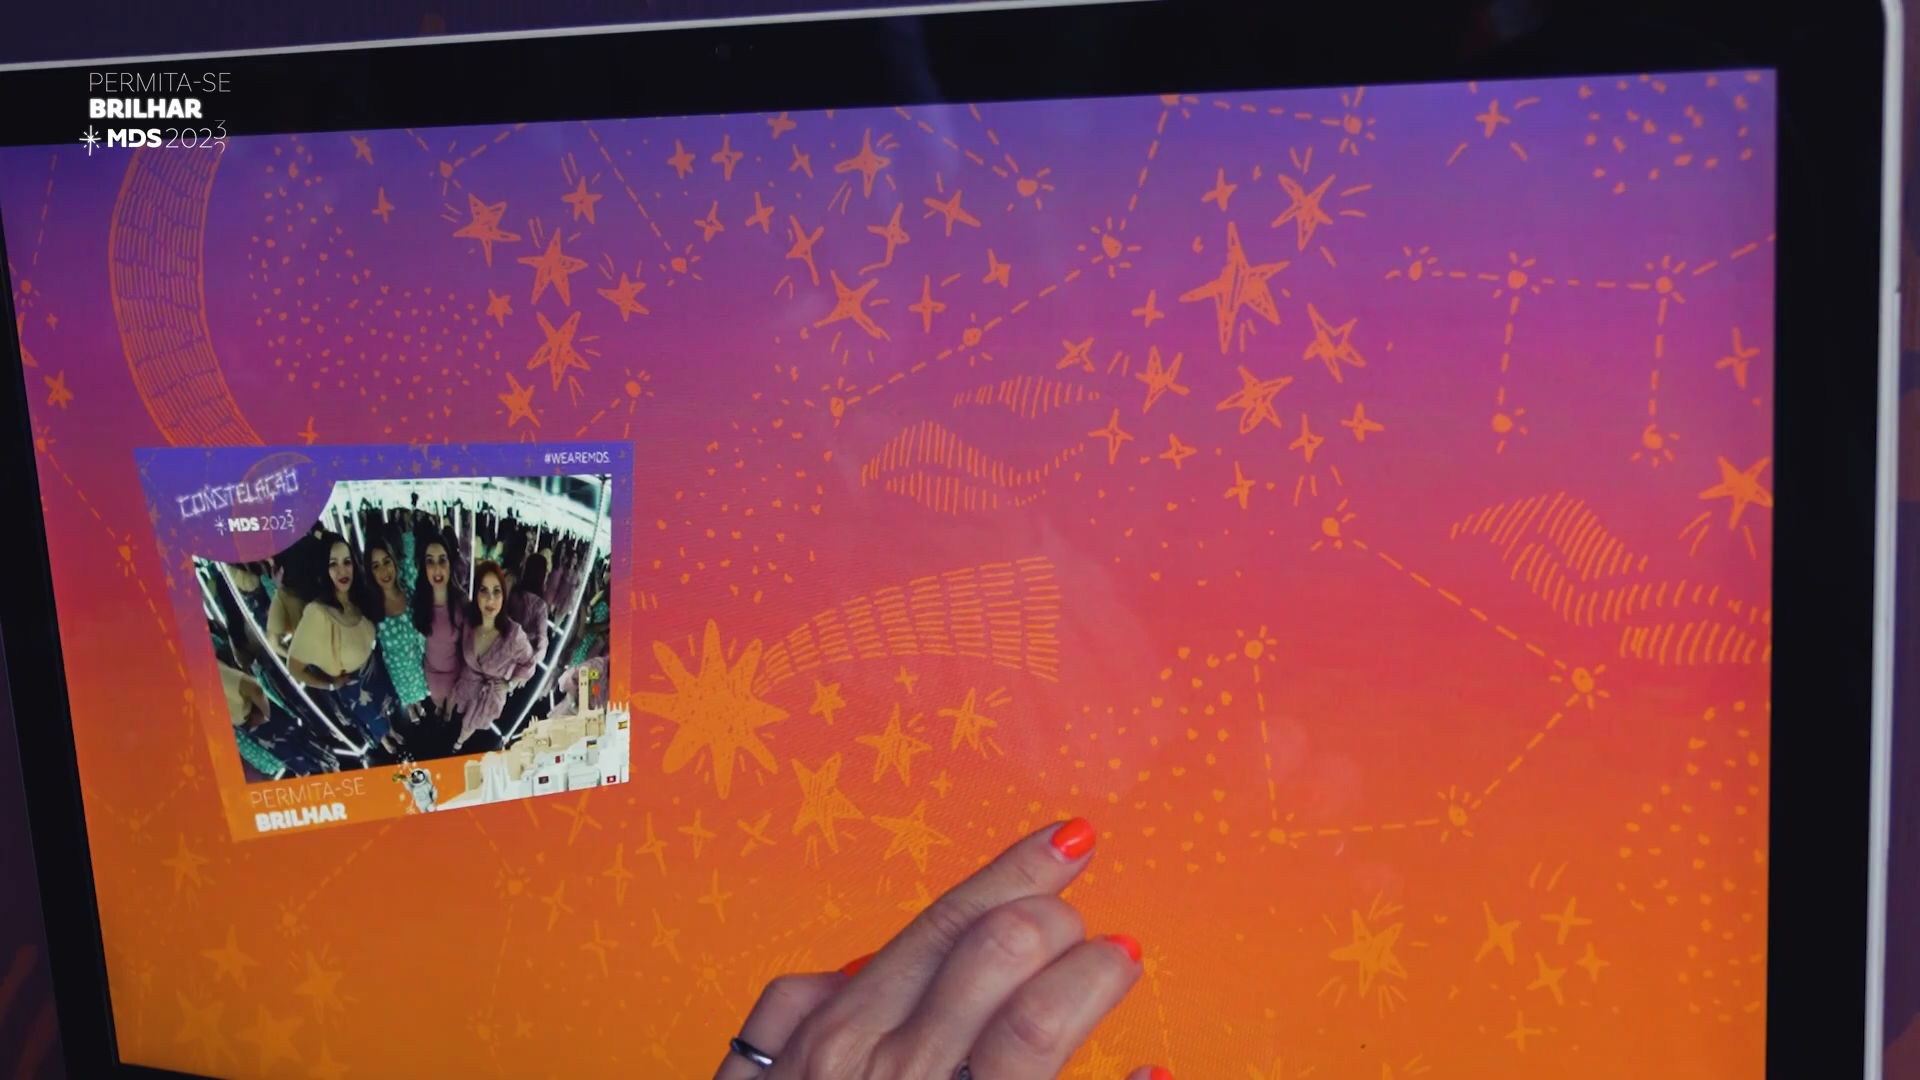 PERMITA-SE
BRILHAR
MDS 2023
#WEAREMDS
CONSTELAÇÃO
MDS 2023
PERMITA-SE
BRILHAR